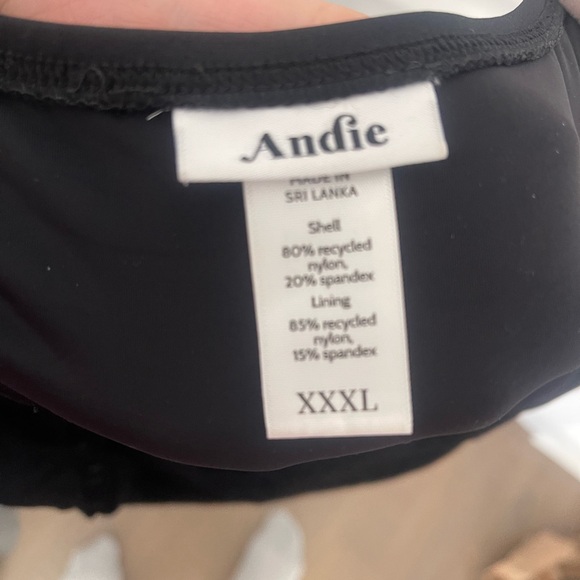 Andie
MADE IN
SRI LANKA
Shell
80% recycled
nylon,
20% spandex
Lining
85% recycled
nylon,
15% spandex
XXXL